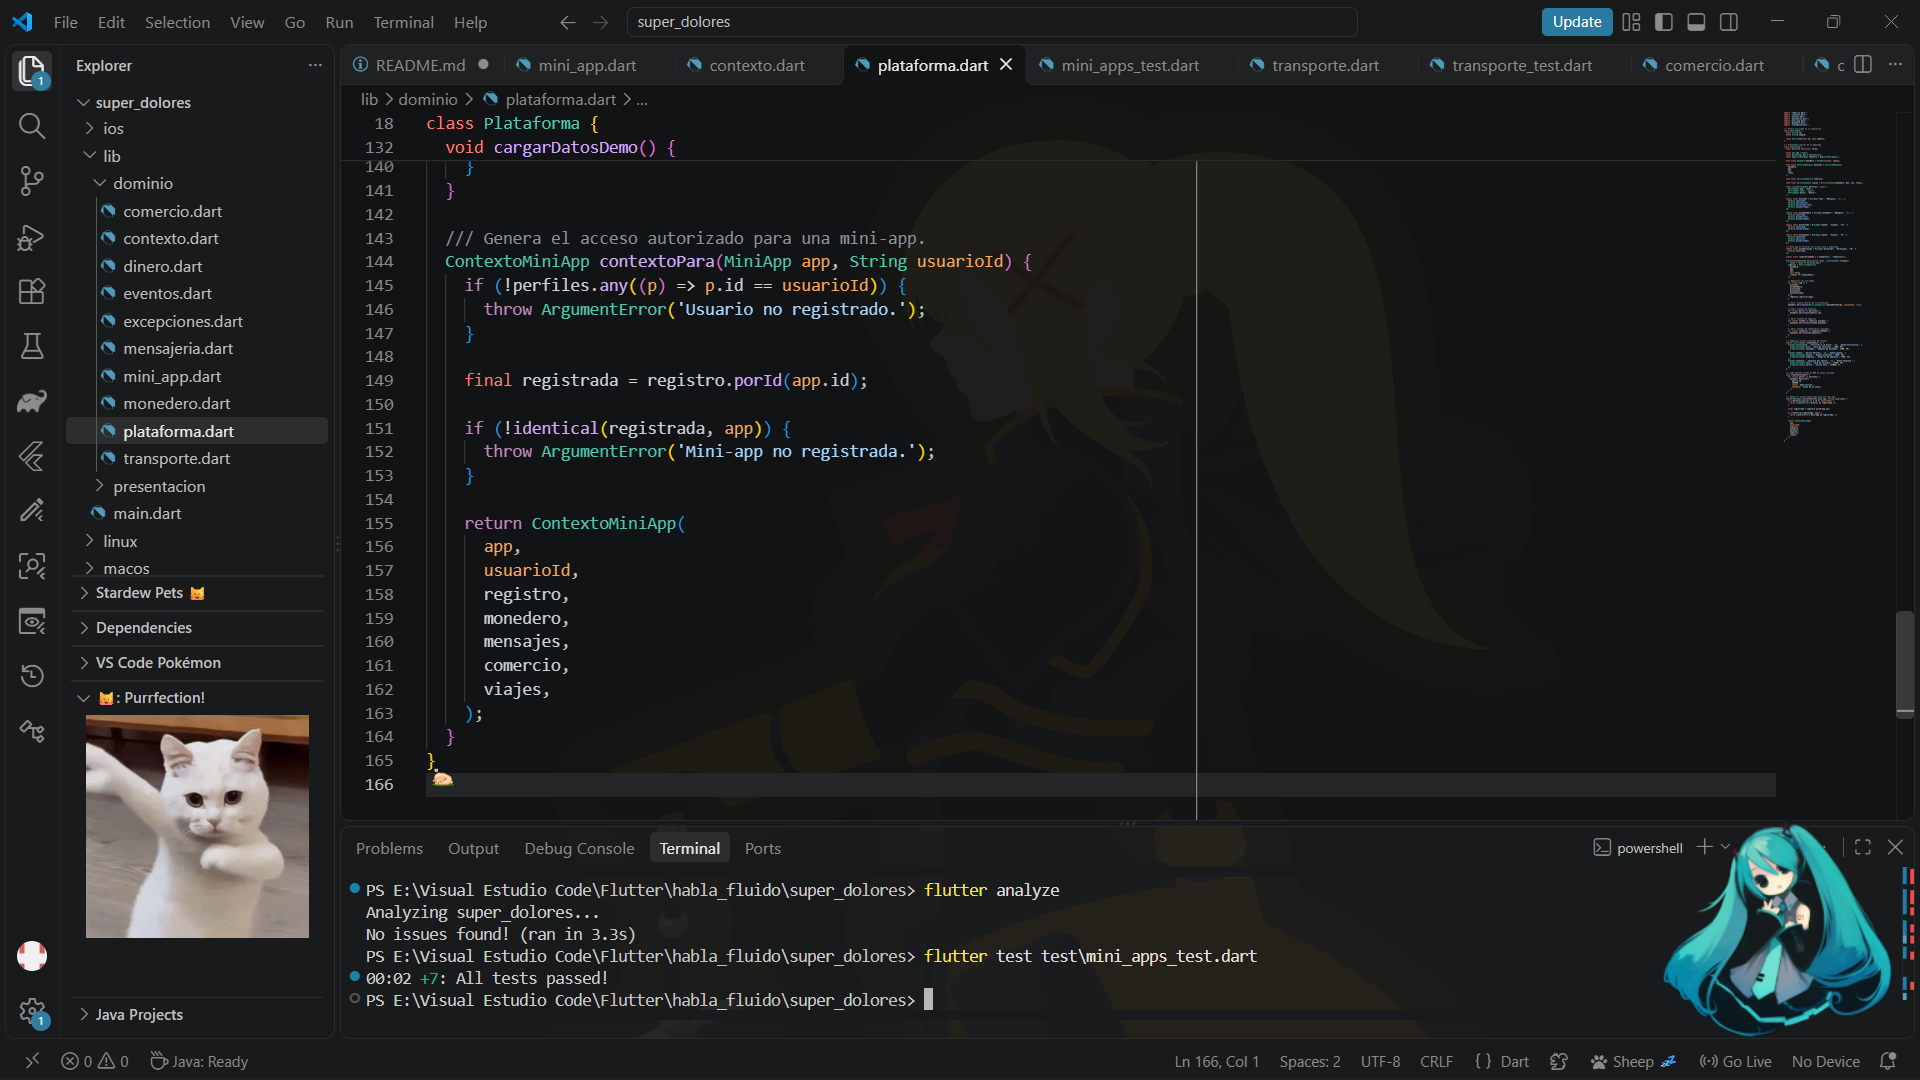 File Edit Selection View Go Run Terminal Help
super_dolores
Update
Explorer
super_dolores
ios
lib
dominio
comercio.dart
contexto.dart
dinero.dart
eventos.dart
excepciones.dart
mensajeria.dart
mini_app.dart
monedero.dart
plataforma.dart
transporte.dart
presentacion
main.dart
linux
macos
Stardew Pets
Dependencies
VS Code Pokémon
: Purrfection!
Java Projects
1
1
README.md mini_app.dart contexto.dart plataforma.dart mini_apps_test.dart transporte.dart transporte_test.dart comercio.dart c
lib > dominio > plataforma.dart > ...
18 class Plataforma {
132 void cargarDatosDemo() {
140 }
141 }
142
143 /// Genera el acceso autorizado para una mini-app.
144 ContextoMiniApp contextoPara(MiniApp app, String usuarioId) {
145 if (!perfiles.any((p) => p.id == usuarioId)) {
146 throw ArgumentError('Usuario no registrado.');
147 }
148
149 final registrada = registro.porId(app.id);
150
151 if (!identical(registrada, app)) {
152 throw ArgumentError('Mini-app no registrada.');
153 }
154
155 return ContextoMiniApp(
156 app,
157 usuarioId,
158 registro,
159 monedero,
160 mensajes,
161 comercio,
162 viajes,
163 );
164 }
165 }
166
Problems Output Debug Console Terminal Ports
powershell
PS E:\Visual Estudio Code\Flutter\habla_fluido\super_dolores> flutter analyze
Analyzing super_dolores...
No issues found! (ran in 3.3s)
PS E:\Visual Estudio Code\Flutter\habla_fluido\super_dolores> flutter test test\mini_apps_test.dart
00:02 +7: All tests passed!
PS E:\Visual Estudio Code\Flutter\habla_fluido\super_dolores>
0 0 Java: Ready
Ln 166, Col 1 Spaces: 2 UTF-8 CRLF { } Dart Sheep Go Live No Device